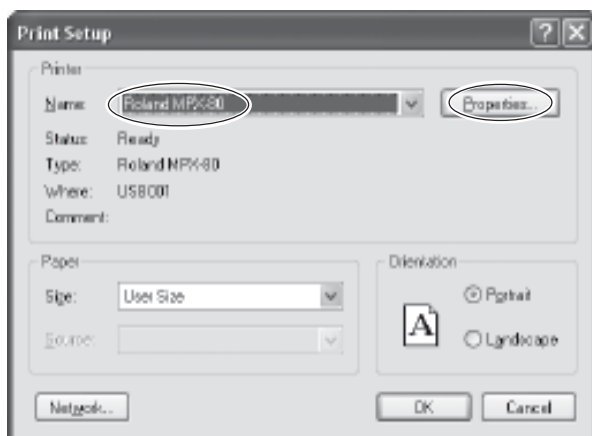 Print Setup
Printer
Name: Roland MPX-80 Properties...
Status: Ready
Type: Roland MPX-80
Where: USB001
Comment:
Paper
Size: User Size
Source:
Orientation
A
Portrait
Landscape
Network... OK Cancel